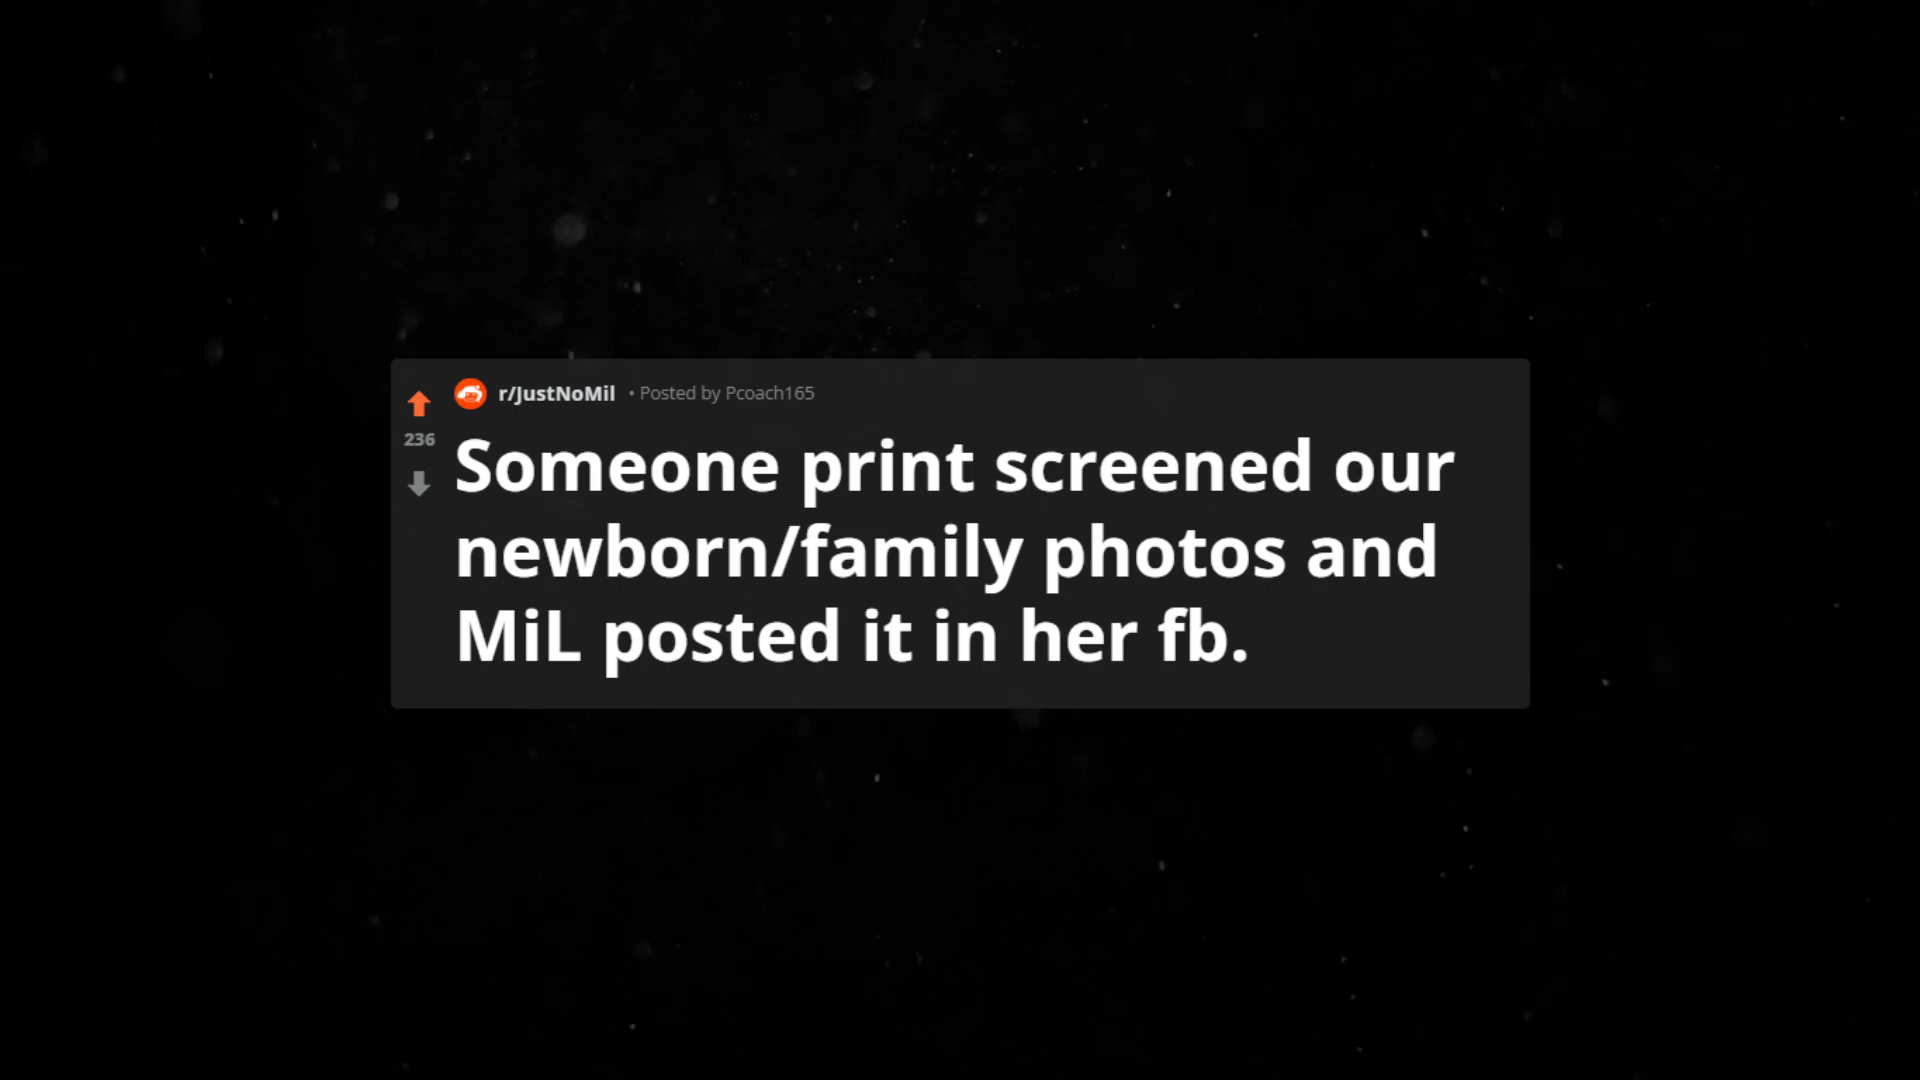 r/JustNoMil • Posted by Pcoach165
236
Someone print screened our
newborn/family photos and
MiL posted it in her fb.